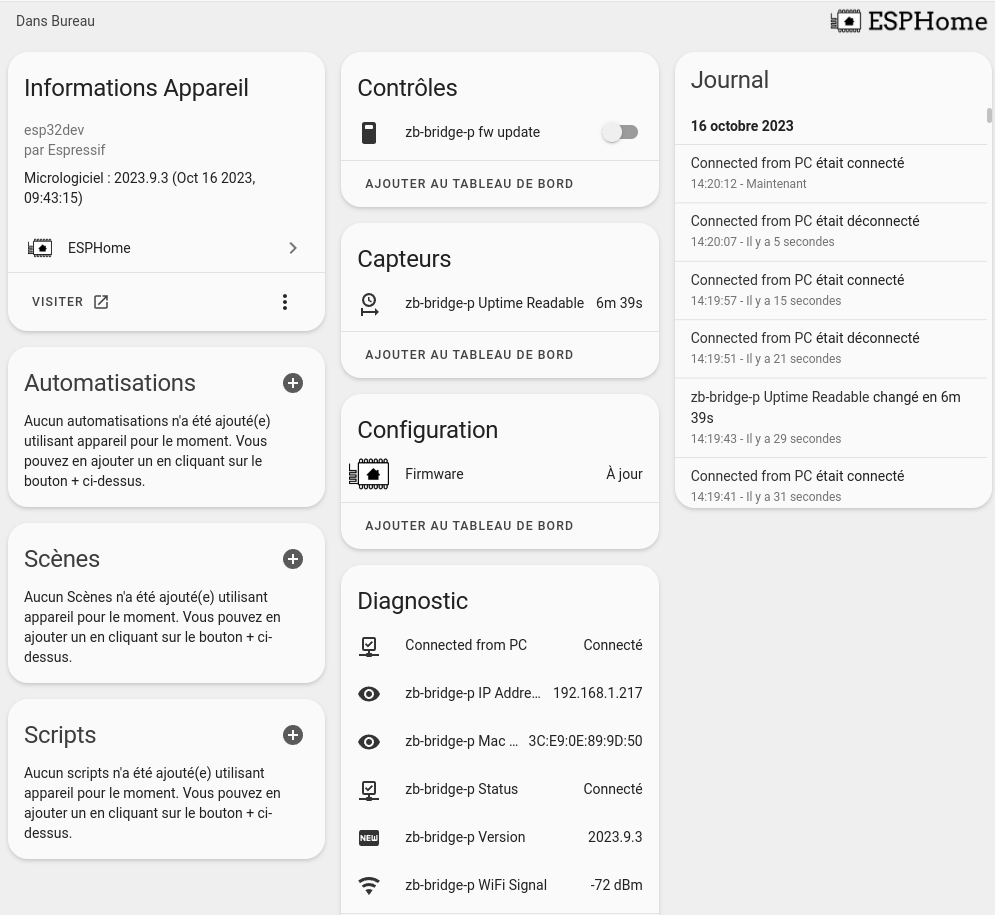 Dans Bureau
ESPHome
Informations Appareil
esp32dev
par Espressif
Micrologiciel : 2023.9.3 (Oct 16 2023,
09:43:15)
ESPHome
VISITER
Automatisations
Aucun automatisations n'a été ajouté(e)
utilisant appareil pour le moment. Vous
pouvez en ajouter un en cliquant sur le
bouton + ci-dessus.
Scènes
Aucun Scènes n'a été ajouté(e) utilisant
appareil pour le moment. Vous pouvez en
ajouter un en cliquant sur le bouton + ci-
dessus.
Scripts
Aucun scripts n'a été ajouté(e) utilisant
appareil pour le moment. Vous pouvez en
ajouter un en cliquant sur le bouton + ci-
dessus.
Contrôles
zb-bridge-p fw update
AJOUTER AU TABLEAU DE BORD
Capteurs
zb-bridge-p Uptime Readable 6m 39s
AJOUTER AU TABLEAU DE BORD
Configuration
Firmware À jour
AJOUTER AU TABLEAU DE BORD
Diagnostic
Connected from PC Connecté
zb-bridge-p IP Addre... 192.168.1.217
zb-bridge-p Mac ... 3C:E9:0E:89:9D:50
zb-bridge-p Status Connecté
NEW zb-bridge-p Version 2023.9.3
zb-bridge-p WiFi Signal -72 dBm
Journal
16 octobre 2023
Connected from PC était connecté
14:20:12 - Maintenant
Connected from PC était déconnecté
14:20:07 - Il y a 5 secondes
Connected from PC était connecté
14:19:57 - Il y a 15 secondes
Connected from PC était déconnecté
14:19:51 - Il y a 21 secondes
zb-bridge-p Uptime Readable changé en 6m
39s
14:19:43 - Il y a 29 secondes
Connected from PC était connecté
14:19:41 - Il y a 31 secondes